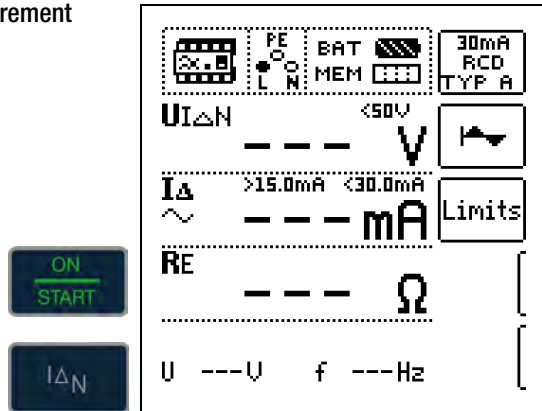 rement
PE
BAT
30mA
RCD
TYP A
L N
MEM
UI△N
<50V
--- V
I△
>15.0mA <30.0mA
~ --- mA
Limits
RE
--- Ω
U ---V f ---Hz
ON
START
I△N